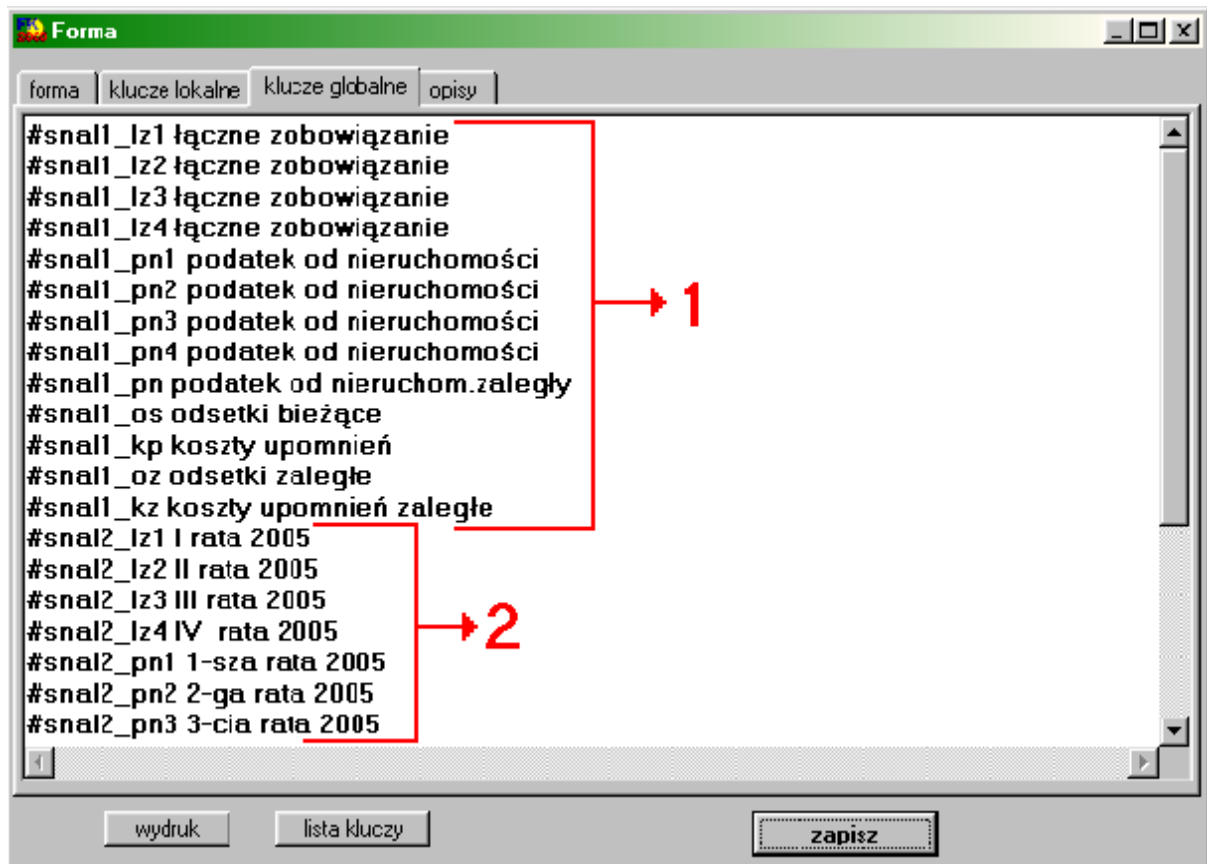 Forma
forma klucze lokalne klucze globalne opisy
#snal1_lz1 łączne zobowiązanie
#snal1_lz2 łączne zobowiązanie
#snal1_lz3 łączne zobowiązanie
#snal1_lz4 łączne zobowiązanie
#snal1_pn1 podatek od nieruchomości
#snal1_pn2 podatek od nieruchomości
#snal1_pn3 podatek od nieruchomości
#snal1_pn4 podatek od nieruchomości
#snal1_pn podatek od nieruchom.zaległy
#snal1_os odsetki bieżące
#snal1_kp koszty upomnień
#snal1_oz odsetki zaległe
#snal1_kz koszty upomnień zaległe
1
#snal2_lz1 I rata 2005
#snal2_lz2 II rata 2005
#snal2_lz3 III rata 2005
#snal2_lz4 IV  rata 2005
#snal2_pn1 1-sza rata 2005
#snal2_pn2 2-ga rata 2005
#snal2_pn3 3-cia rata 2005
2
wydruk lista kluczy zapisz